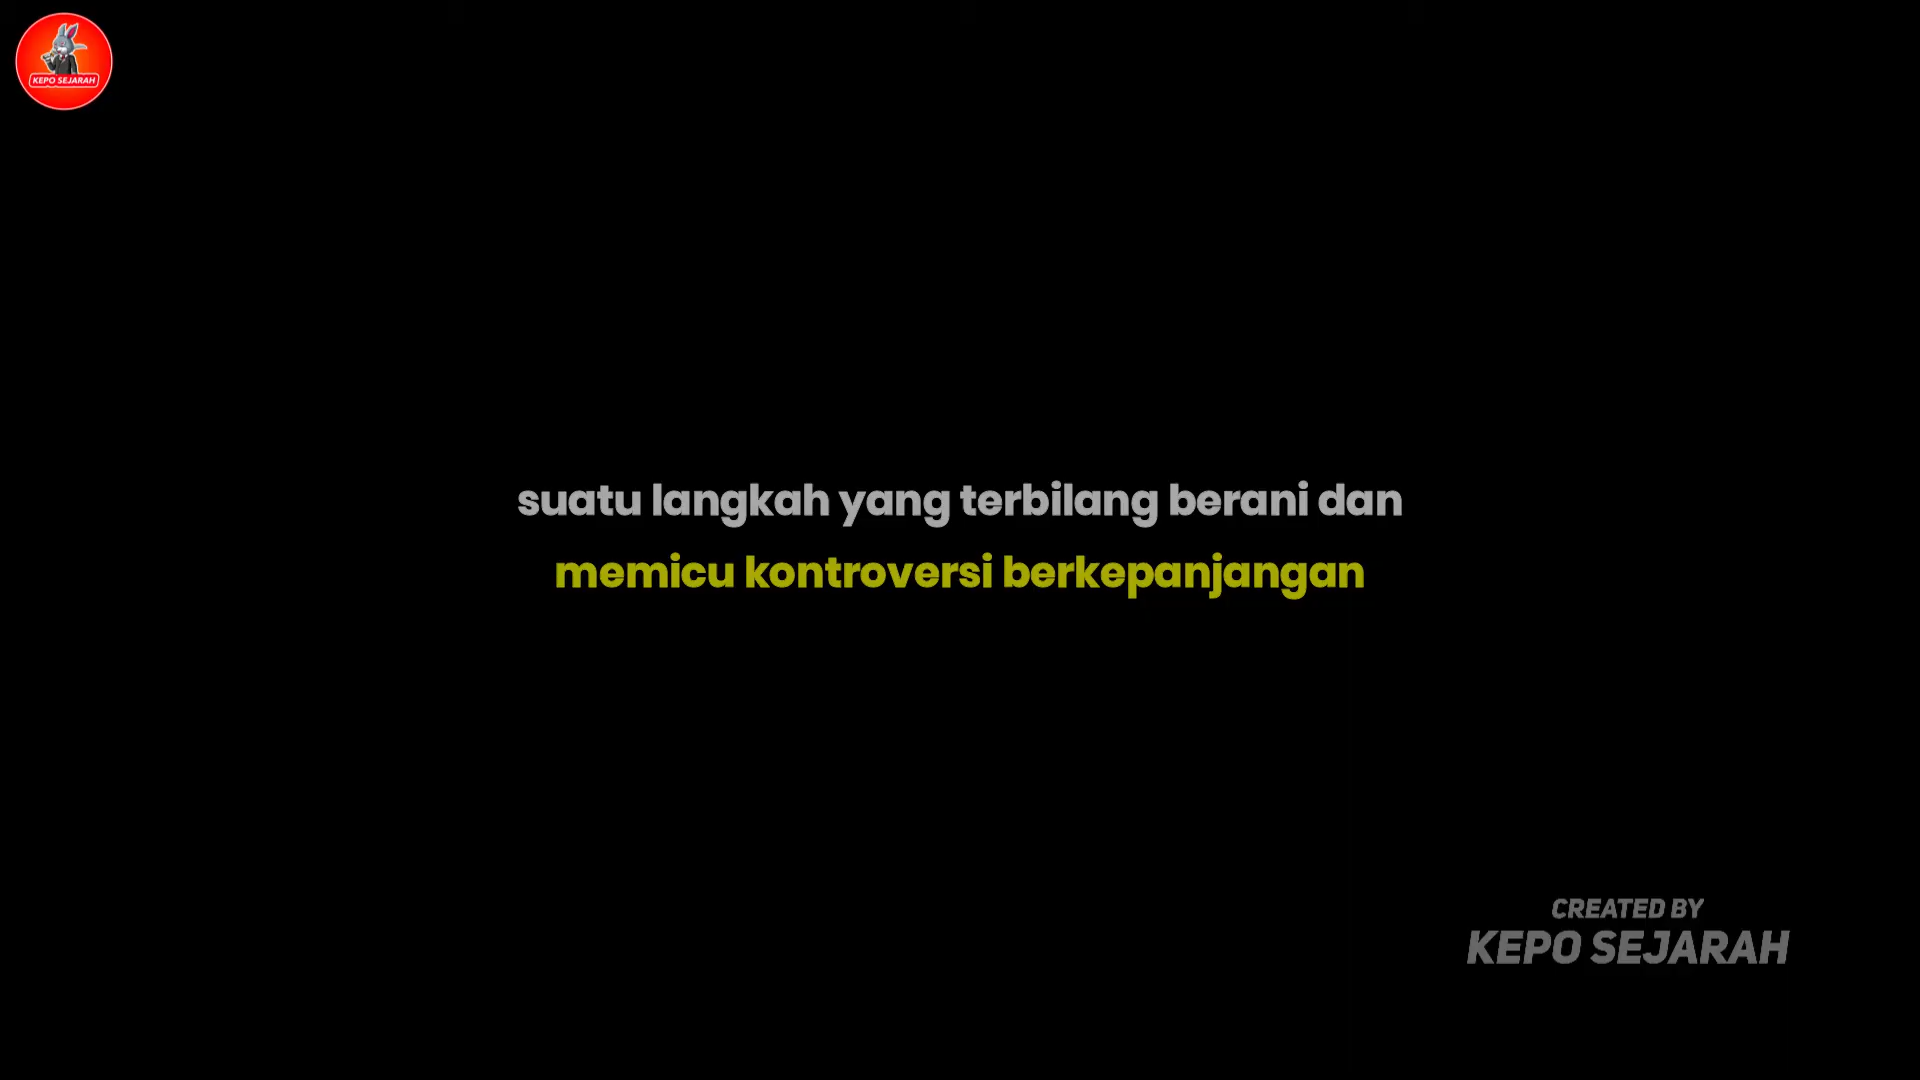 KEPO SEJARAH
suatu langkah yang terbilang berani dan
memicu kontroversi berkepanjangan
CREATED BY
KEPO SEJARAH